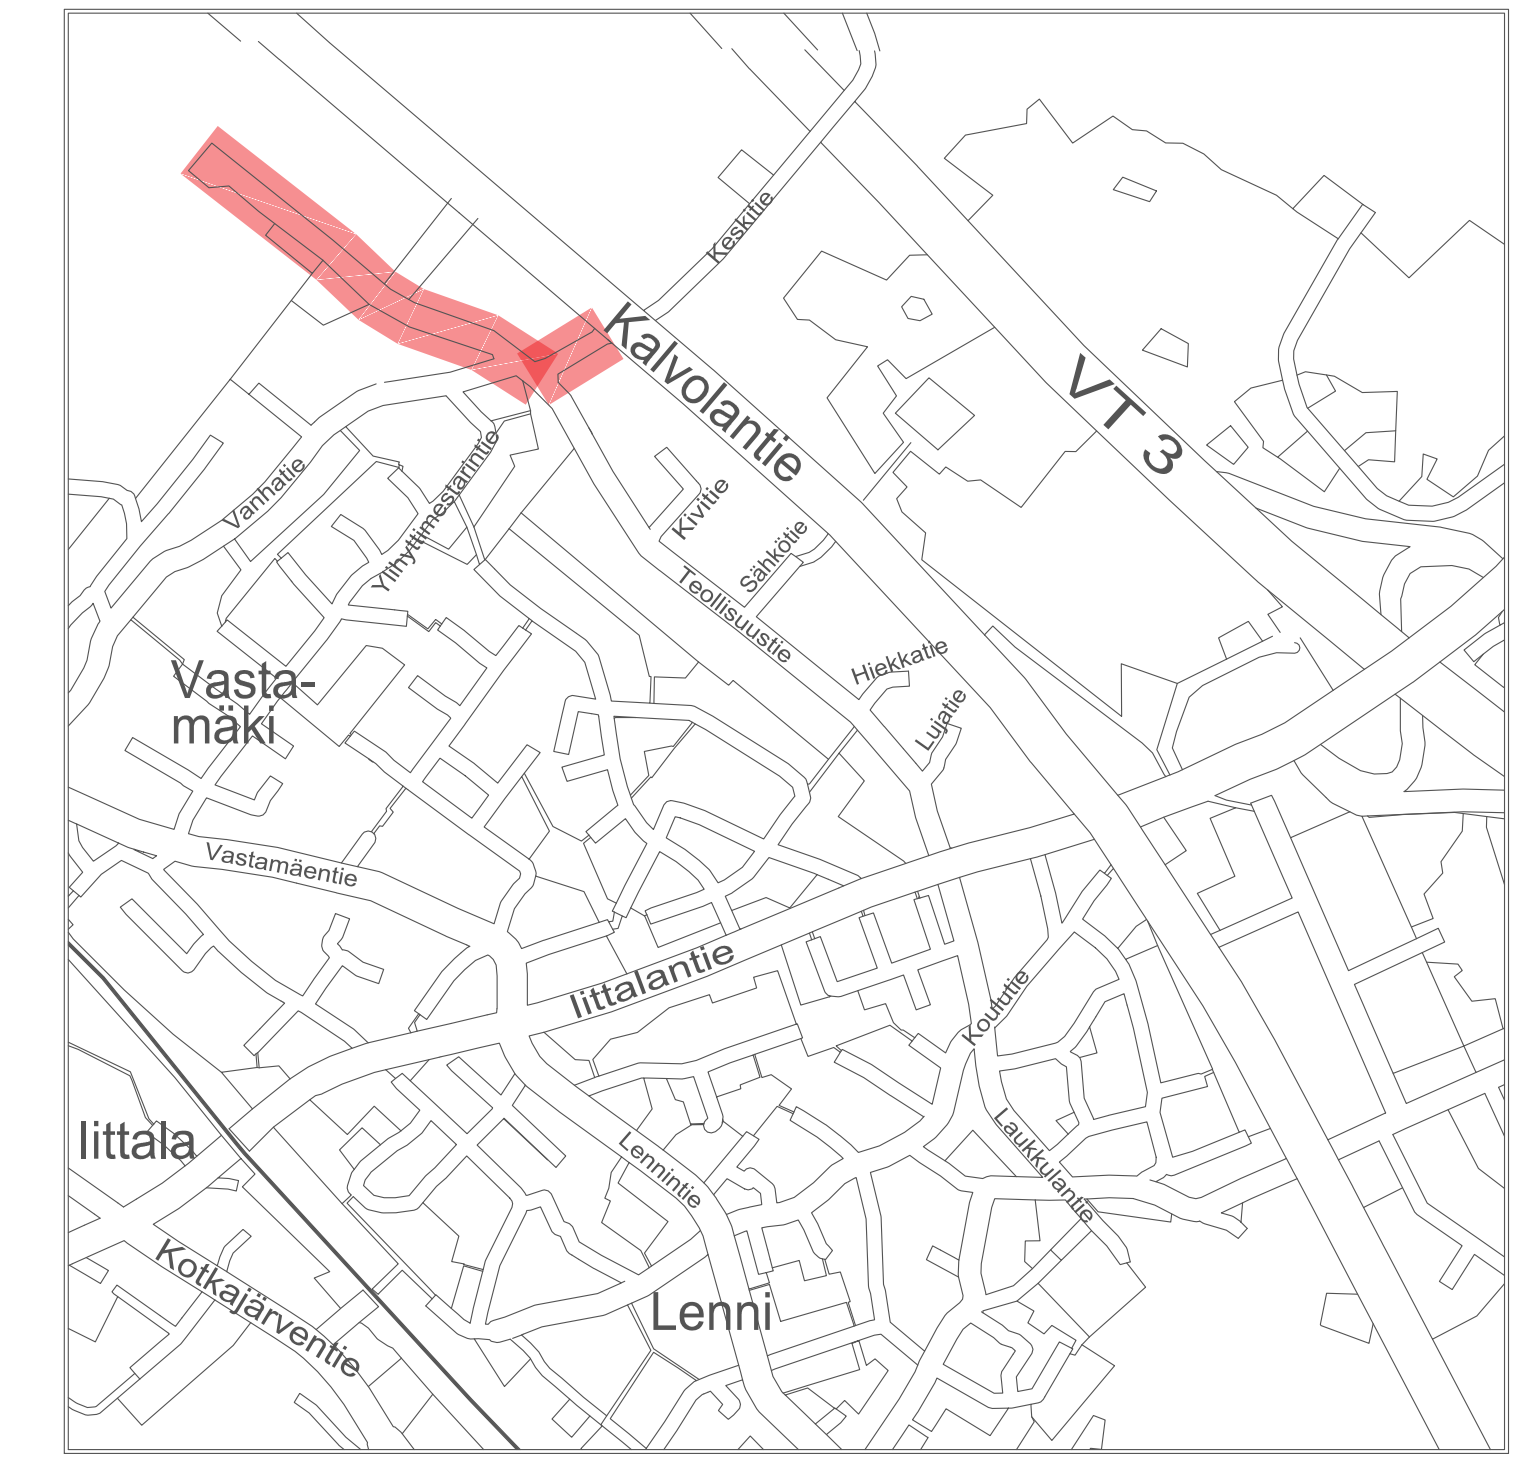 Keskitie
Kalvolantie
VT 3
Vanhatie
Ylihyttimestarintie
Kivitie
Sähkötie
Teollisuustie
Hiekkatie
Lujatie
Vasta-
mäki
Vastamäentie
Iittalantie
Koulutie
Iittala
Lennintie
Laukkulantie
Kotkajärventie
Lenni